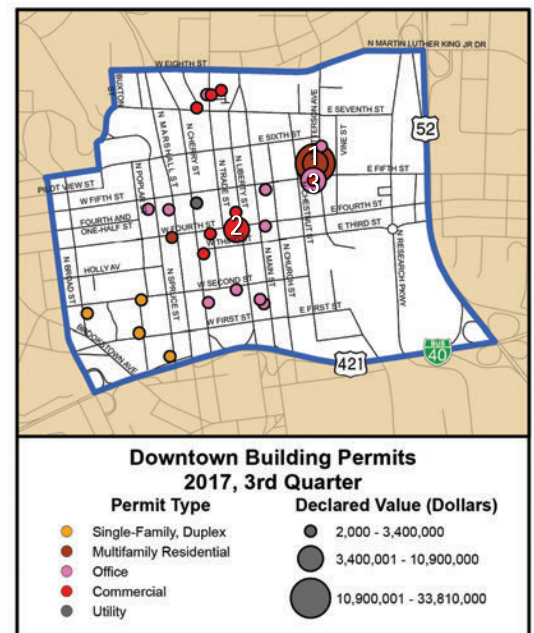 N MARTIN LUTHER KING JR DR
W EIGHTH ST
BUXTON ST
E SEVENTH ST
52
N MARSHALL ST
N CHERRY ST
E SIXTH ST
VINE ST
1
E FIFTH ST
3
PILOT VIEW ST
N POPLAR
N TRADE ST
N LIBERTY ST
CHESTNUT ST
W FIFTH ST
E FOURTH ST
FOURTH AND
ONE-HALF ST
W FOURTH ST
2
E THIRD ST
W THIRD
N BROAD ST
HOLLY AV
N SPRUCE ST
N MAIN ST
N CHURCH ST
N RESEARCH PKWY
W SECOND ST
W FIRST ST
E FIRST ST
BROOKSTOWN AVE
421
BUS
40
Downtown Building Permits
2017, 3rd Quarter
Permit Type
Single-Family, Duplex
Multifamily Residential
Office
Commercial
Utility
Declared Value (Dollars)
2,000 - 3,400,000
3,400,001 - 10,900,000
10,900,001 - 33,810,000